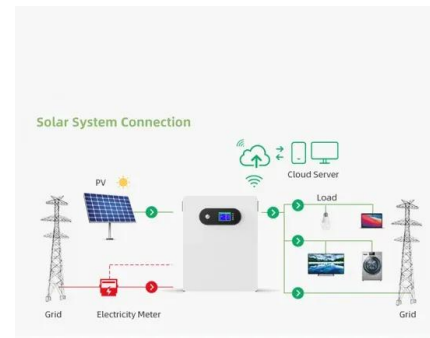 Solar System Connection
Cloud Server
PV
Load
Grid
Electricity Meter
Grid